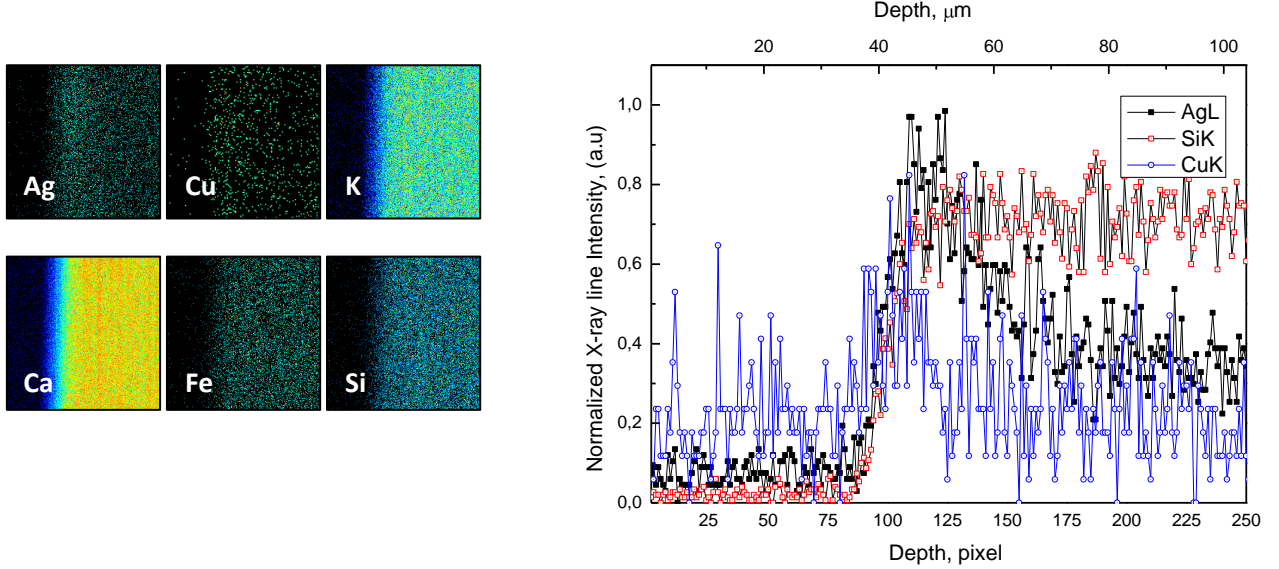 Ag Cu K
Ca Fe Si
Depth, μm
20 40 60 80 100
Normalized X-ray line Intensity, (a.u)
1,0
0,8
0,6
0,4
0,2
0,0
AgL
SiK
CuK
25 50 75 100 125 150 175 200 225 250
Depth, pixel